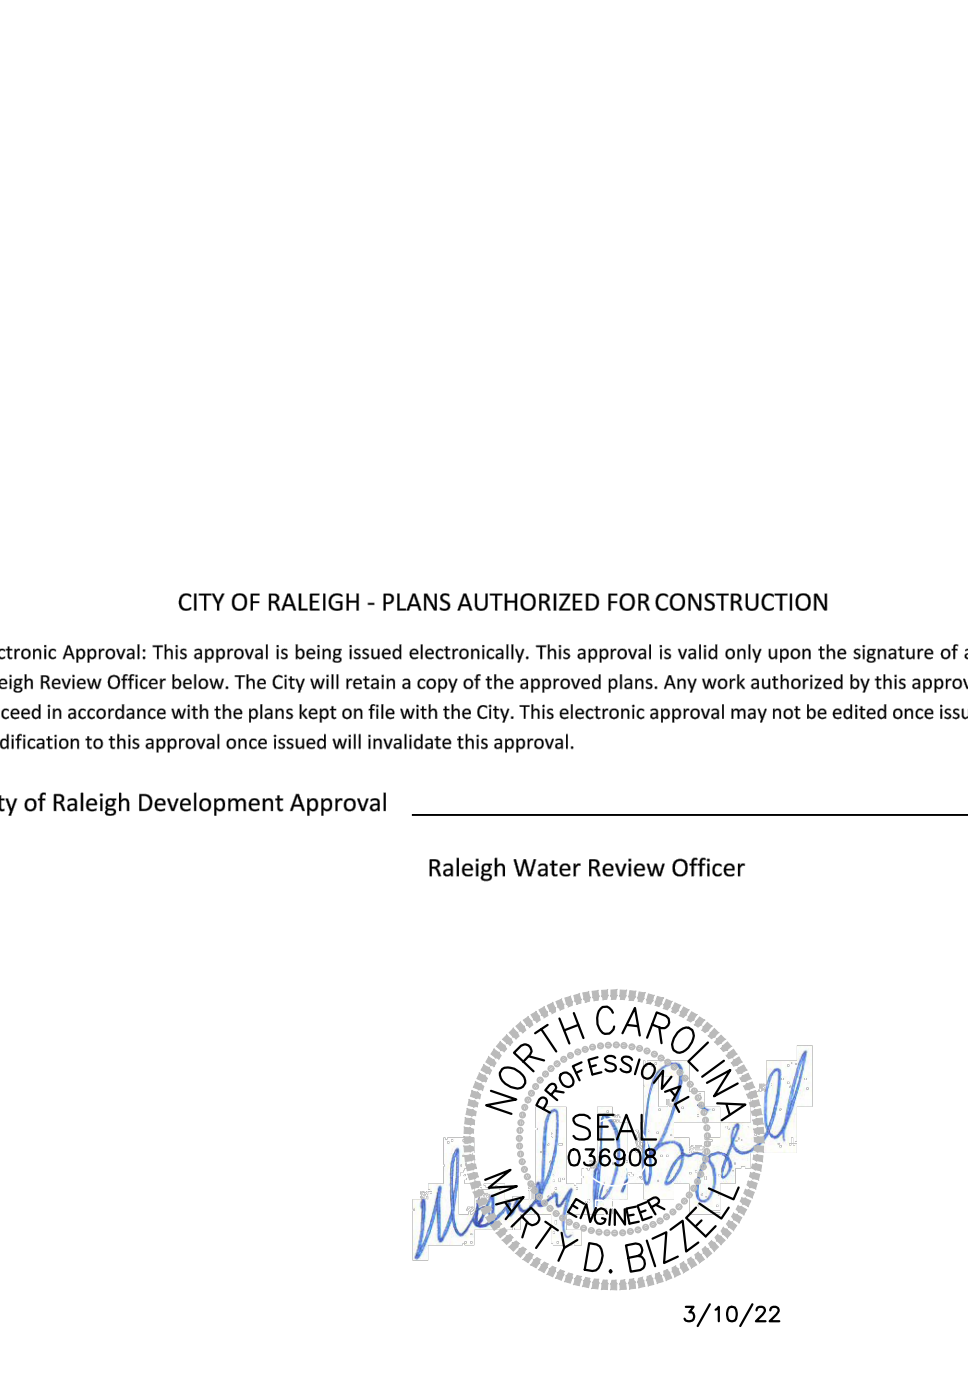 CITY OF RALEIGH - PLANS AUTHORIZED FOR CONSTRUCTION
ctronic Approval: This approval is being issued electronically. This approval is valid only upon the signature of a
eigh Review Officer below. The City will retain a copy of the approved plans. Any work authorized by this approv
ceed in accordance with the plans kept on file with the City. This electronic approval may not be edited once issu
dification to this approval once issued will invalidate this approval.
ty of Raleigh Development Approval
Raleigh Water Review Officer
NORTH CAROLINA
PROFESSIONAL
SEAL
036908
ENGINEER
MARTY D. BIZZELL
Marty D. Bizzell
3/10/22